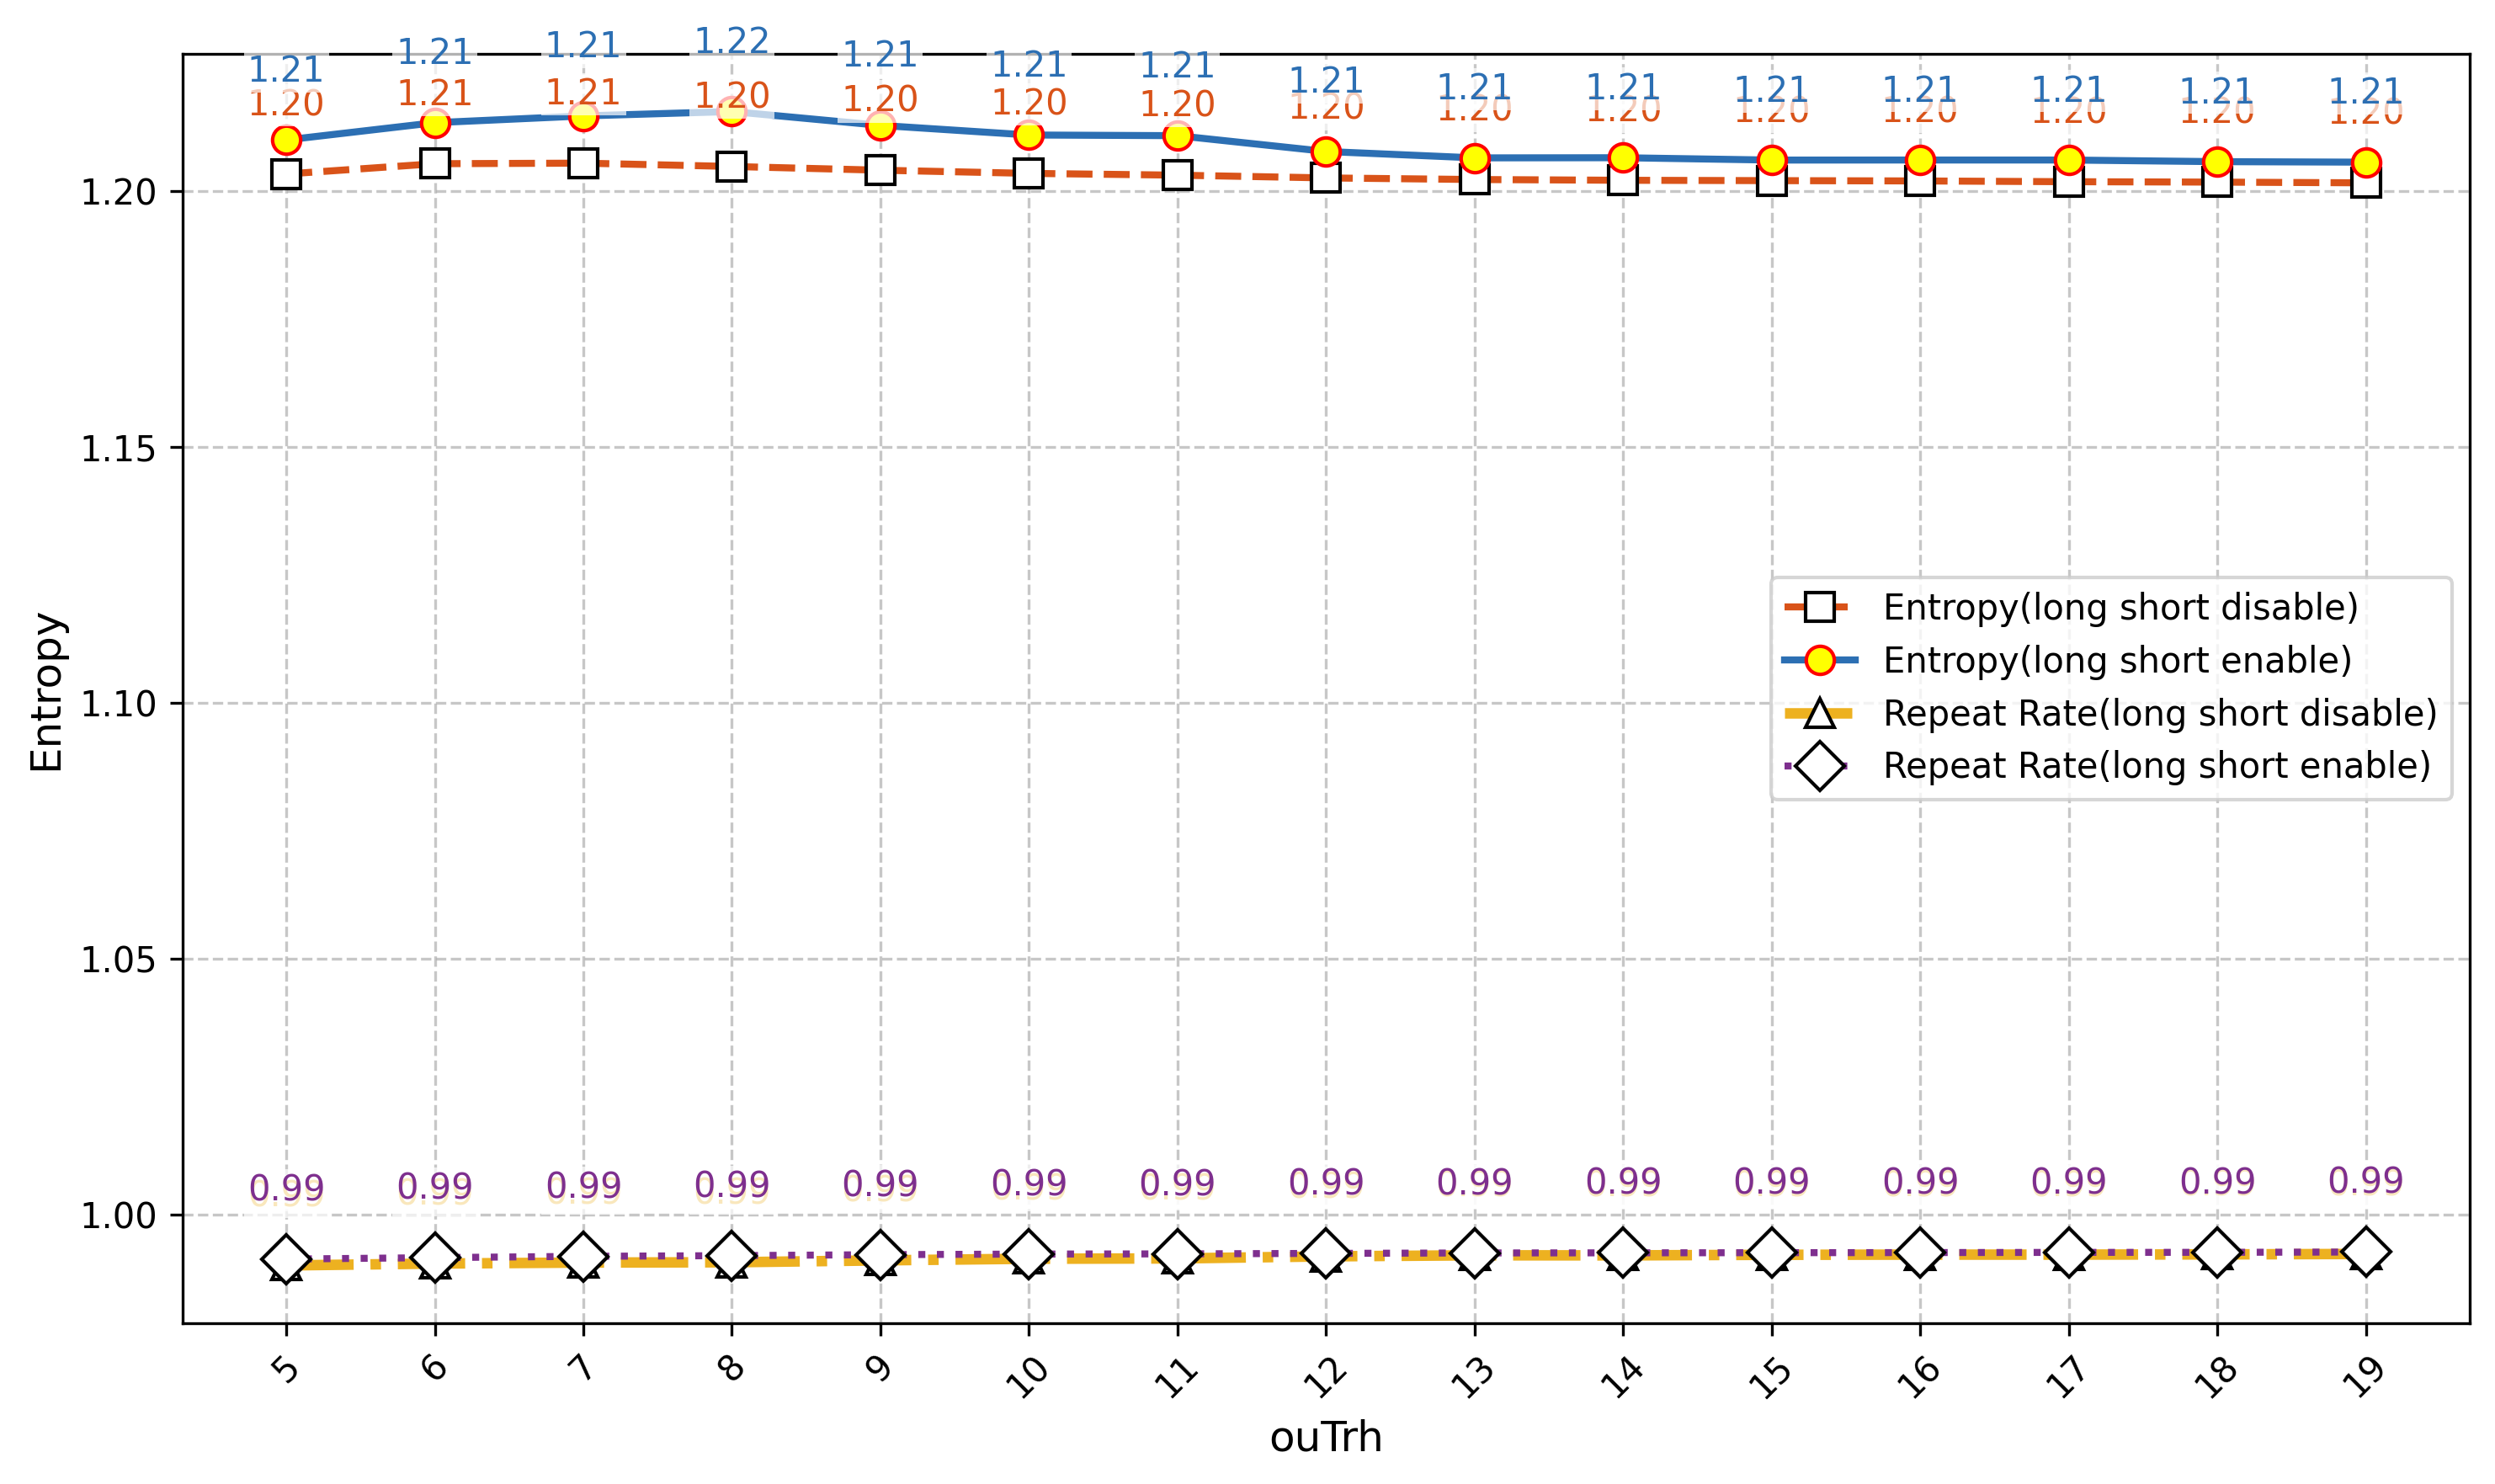 1.21 1.21 1.21 1.22 1.21 1.21 1.21 1.21 1.21 1.21 1.21 1.21 1.21 1.21 1.21
1.20 1.21 1.21 1.20 1.20 1.20 1.20 1.20 1.20 1.20 1.20 1.20 1.20 1.20 1.20
1.20
1.15
1.10
1.05
1.00
Entropy
Entropy(long short disable)
Entropy(long short enable)
Repeat Rate(long short disable)
Repeat Rate(long short enable)
0.99 0.99 0.99 0.99 0.99 0.99 0.99 0.99 0.99 0.99 0.99 0.99 0.99 0.99 0.99
5 6 7 8 9 10 11 12 13 14 15 16 17 18 19
ouTrh